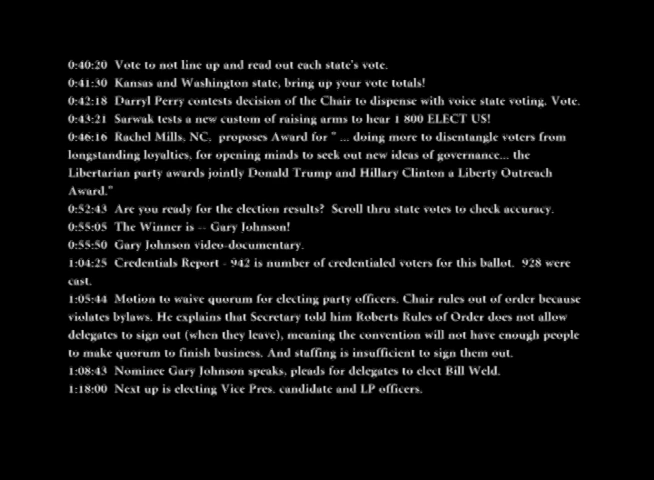 0:40:20 Vote to not line up and read out each state's vote.
0:41:30 Kansas and Washington state, bring up your vote totals!
0:42:18 Darryl Perry contests decision of the Chair to dispense with voice state voting. Vote.
0:43:21 Sarwak tests a new custom of raising arms to hear 1 800 ELECT US!
0:46:16 Rachel Mills, NC, proposes Award for " ... doing more to disentangle voters from
longstanding loyalties, for opening minds to seek out new ideas of governance... the
Libertarian party awards jointly Donald Trump and Hillary Clinton a Liberty Outreach
Award."
0:52:43 Are you ready for the election results? Scroll thru state votes to check accuracy.
0:55:05 The Winner is -- Gary Johnson!
0:55:50 Gary Johnson video-documentary.
1:04:25 Credentials Report - 942 is number of credentialed voters for this ballot. 928 were
cast.
1:05:44 Motion to waive quorum for electing party officers. Chair rules out of order because
violates bylaws. He explains that Secretary told him Roberts Rules of Order does not allow
delegates to sign out (when they leave), meaning the convention will not have enough people
to make quorum to finish business. And staffing is insufficient to sign them out.
1:08:43 Nominee Gary Johnson speaks, pleads for delegates to elect Bill Weld.
1:18:00 Next up is electing Vice Pres. candidate and LP officers.